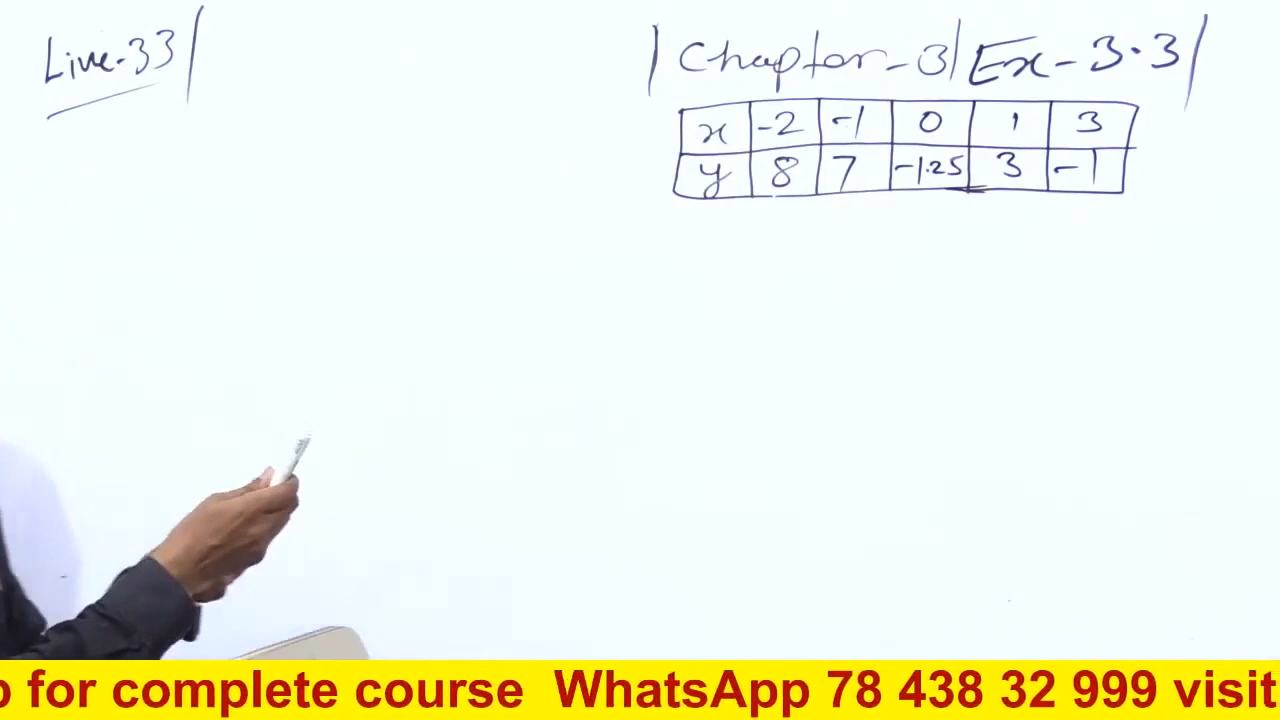 Live-33
Chapter-3 Ex-3.3
x -2 -1 0 1 3
y 8 7 -1.25 3 -1
for complete course WhatsApp 78 438 32 999 visit